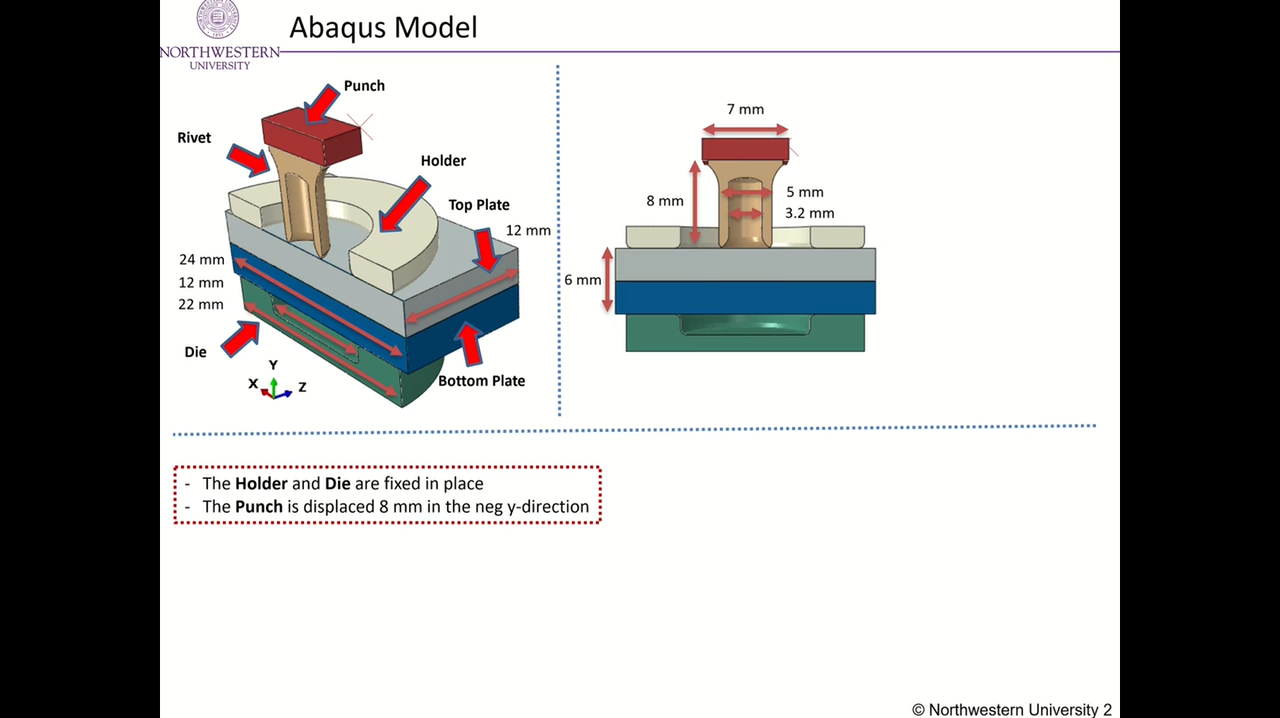 Abaqus Model
NORTHWESTERN
UNIVERSITY
Punch
Rivet
Holder
Top Plate
12 mm
24 mm
12 mm
22 mm
Die
Y
X
Z
Bottom Plate
7 mm
8 mm
5 mm
3.2 mm
6 mm
- The Holder and Die are fixed in place
- The Punch is displaced 8 mm in the neg y-direction
© Northwestern University 2